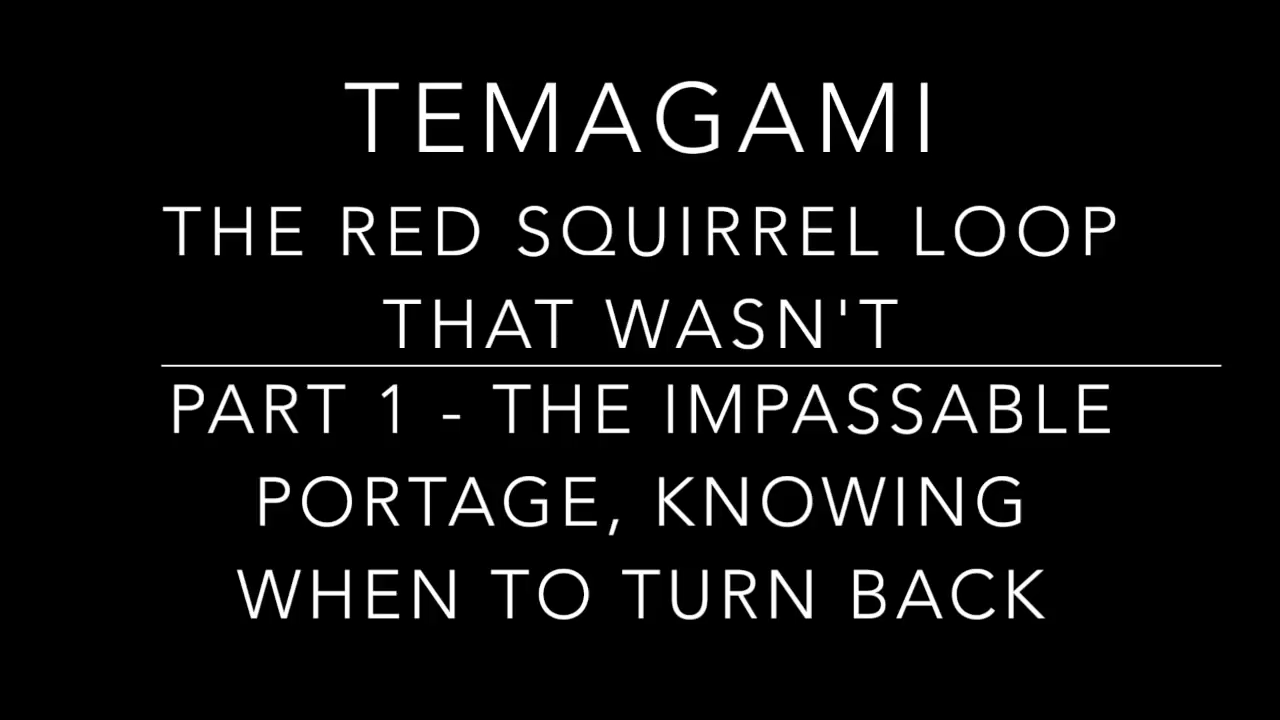 TEMAGAMI
THE RED SQUIRREL LOOP
THAT WASN'T
PART 1 - THE IMPASSABLE
PORTAGE, KNOWING
WHEN TO TURN BACK